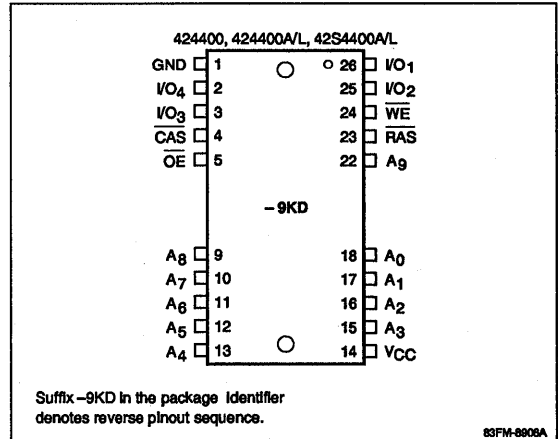 424400, 424400A/L, 42S4400A/L
GND 1 26 I/O1
I/O4 2 25 I/O2
I/O3 3 24 WE
CAS 4 23 RAS
OE 5 22 A9
–9KD
A8 9 18 A0
A7 10 17 A1
A6 11 16 A2
A5 12 15 A3
A4 13 14 VCC
Suffix –9KD in the package identifier
denotes reverse pinout sequence.
83FM-8908A